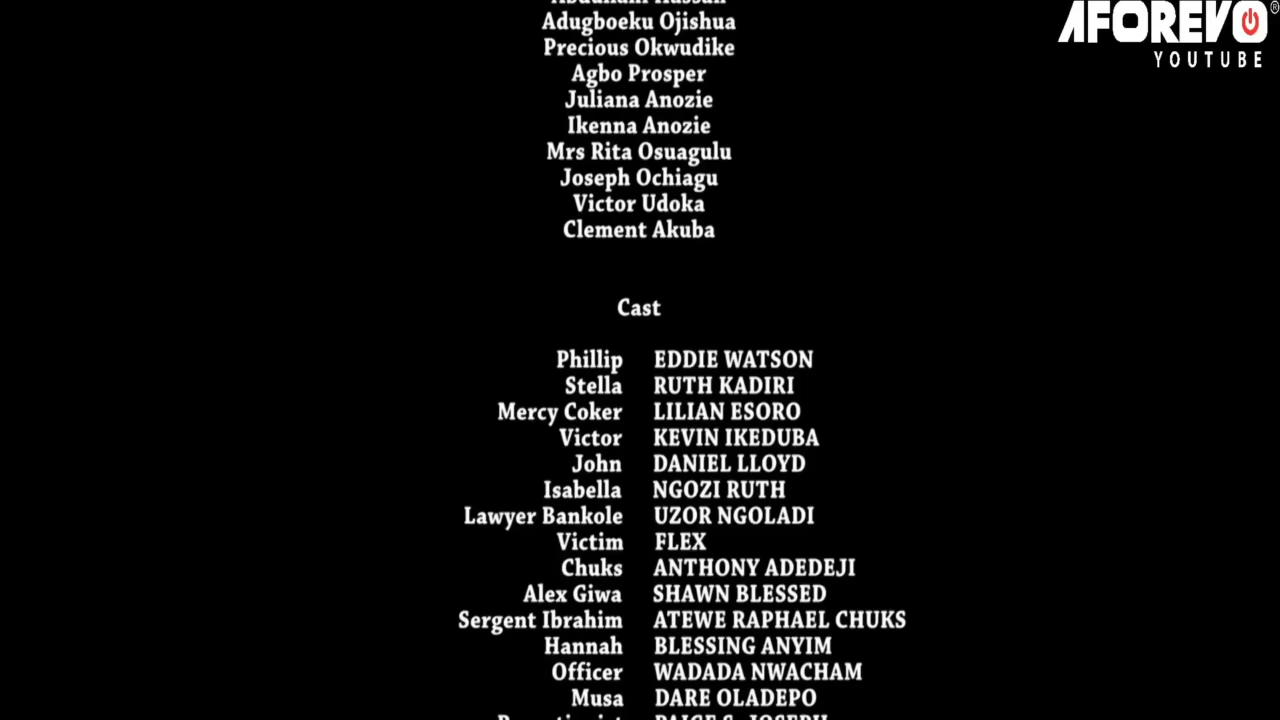 AFOREVO®
YOUTUBE
Adugboeku Ojishua
Precious Okwudike
Agbo Prosper
Juliana Anozie
Ikenna Anozie
Mrs Rita Osuagulu
Joseph Ochiagu
Victor Udoka
Clement Akuba
Cast
Phillip EDDIE WATSON
Stella RUTH KADIRI
Mercy Coker LILIAN ESORO
Victor KEVIN IKEDUBA
John DANIEL LLOYD
Isabella NGOZI RUTH
Lawyer Bankole UZOR NGOLADI
Victim FLEX
Chuks ANTHONY ADEDEJI
Alex Giwa SHAWN BLESSED
Sergent Ibrahim ATEWE RAPHAEL CHUKS
Hannah BLESSING ANYIM
Officer WADADA NWACHAM
Musa DARE OLADEPO